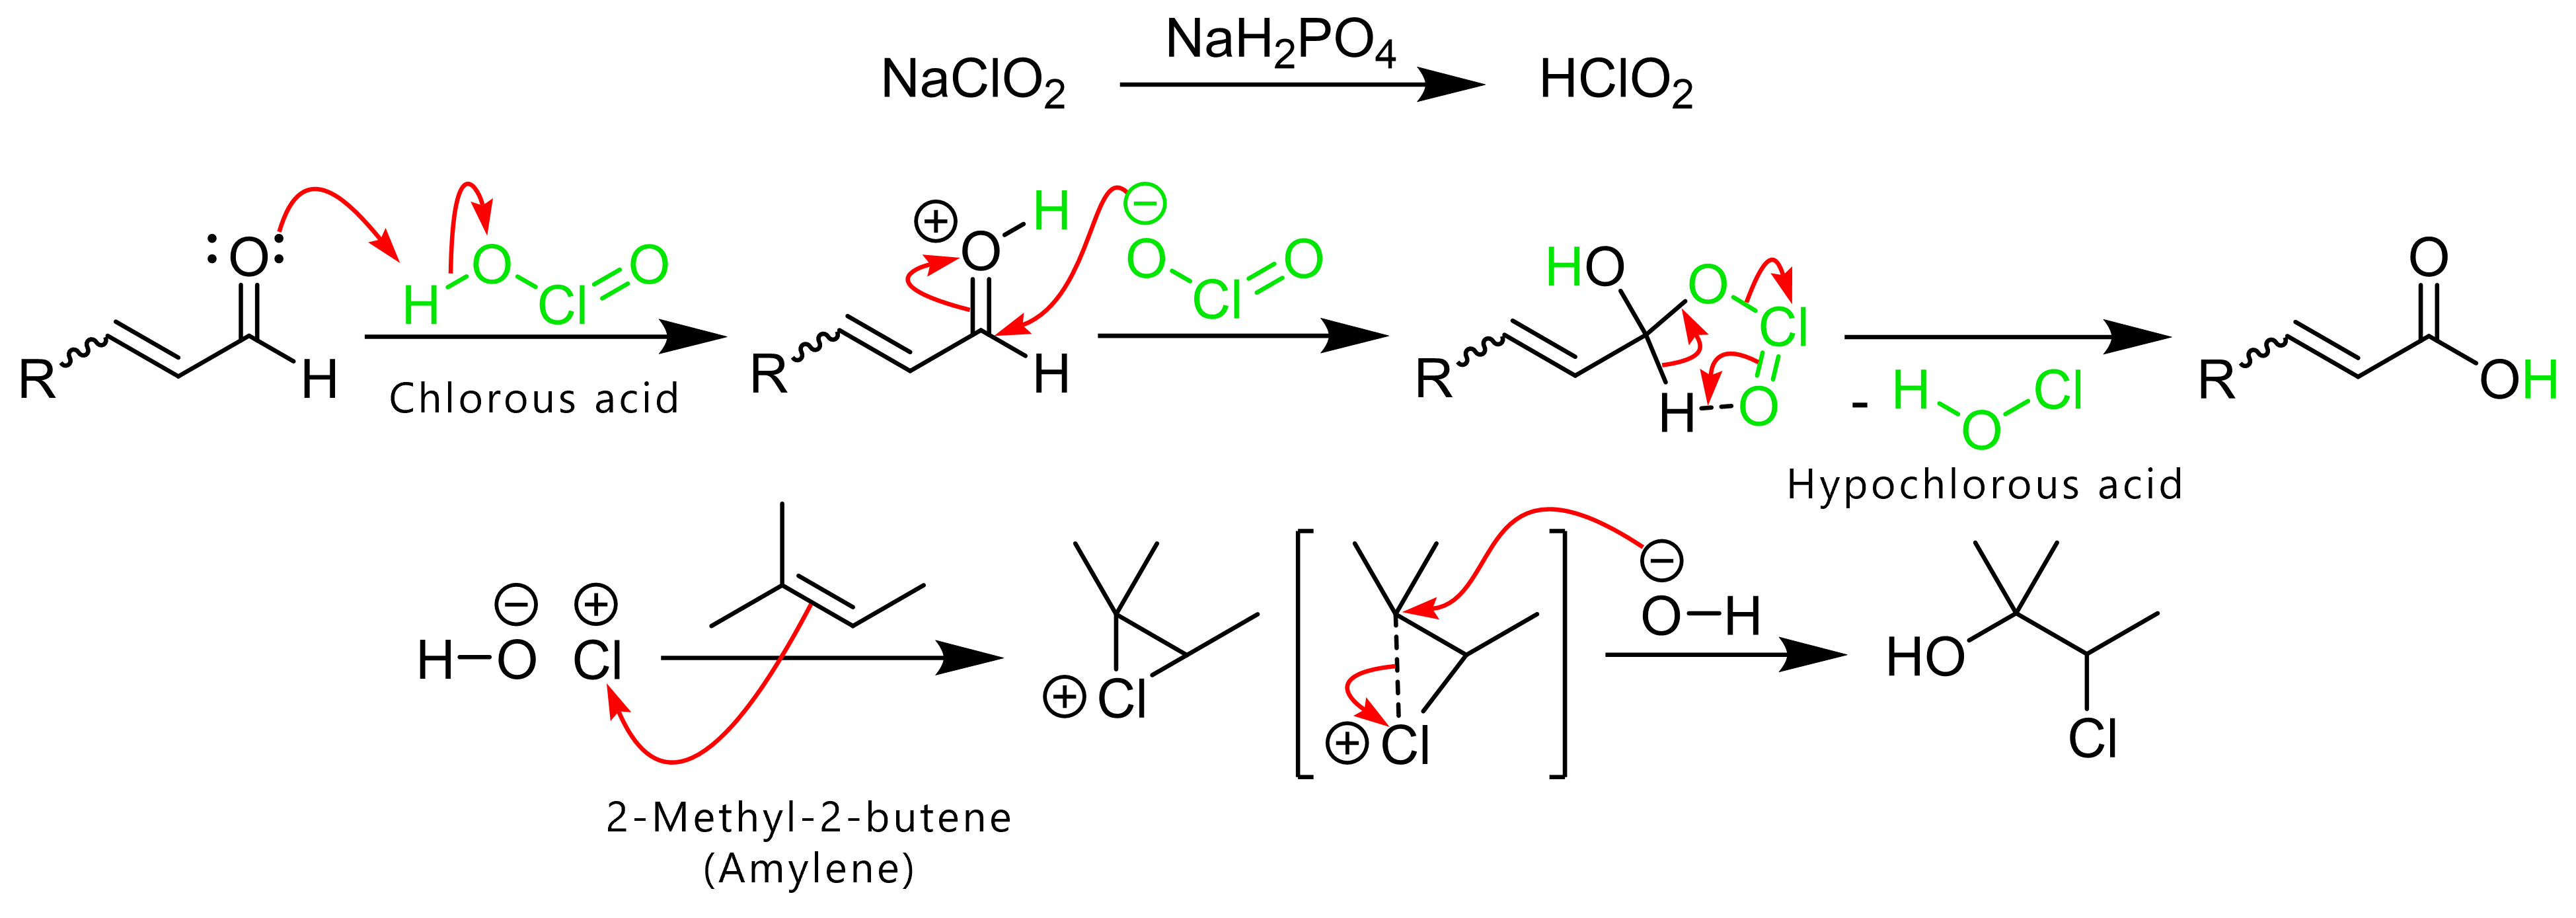 NaClO2 NaH2PO4 HClO2
R O H H O Cl O Chlorous acid
R O H H O Cl O
R HO O Cl O H
- H O Cl
Hypochlorous acid
R O OH
H O Cl
2-Methyl-2-butene
(Amylene)
Cl
Cl
O H
HO Cl